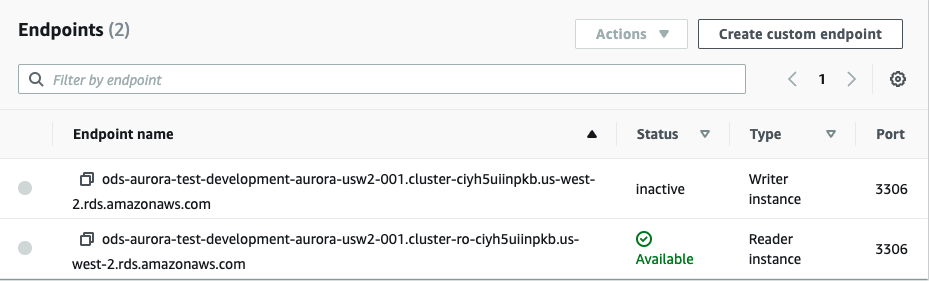 Endpoints (2)
Actions
Create custom endpoint
Filter by endpoint
1
Endpoint name
Status
Type
Port
ods-aurora-test-development-aurora-usw2-001.cluster-ciyh5uiinpkb.us-west-
2.rds.amazonaws.com
inactive
Writer
instance
3306
ods-aurora-test-development-aurora-usw2-001.cluster-ro-ciyh5uiinpkb.us-
west-2.rds.amazonaws.com
Available
Reader
instance
3306